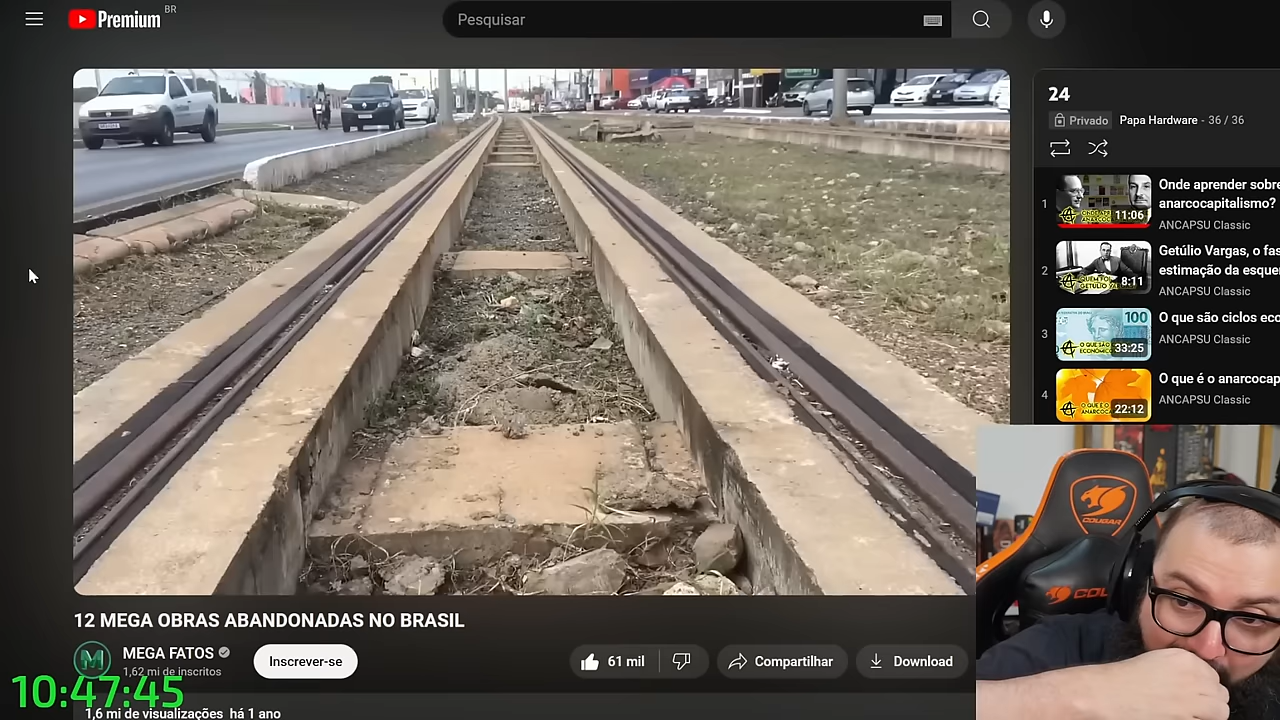 Premium BR
Pesquisar
24
Privado Papa Hardware - 36 / 36
1
11:06
Onde aprender sobre
anarcocapitalismo?
ANCAPSU Classic
2
8:11
Getúlio Vargas, o fas
estimação da esque
ANCAPSU Classic
3
100
33:25
O que são ciclos eco
ANCAPSU Classic
4
22:12
O que é o anarcocap
ANCAPSU Classic
COUGAR
12 MEGA OBRAS ABANDONADAS NO BRASIL
MEGA FATOS
1,62 mi de inscritos
Inscrever-se
61 mil
Compartilhar
Download
10:47:45
1,6 mi de visualizações há 1 ano